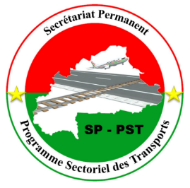 Secrétariat Permanent
SP - PST
Programme Sectoriel des Transports